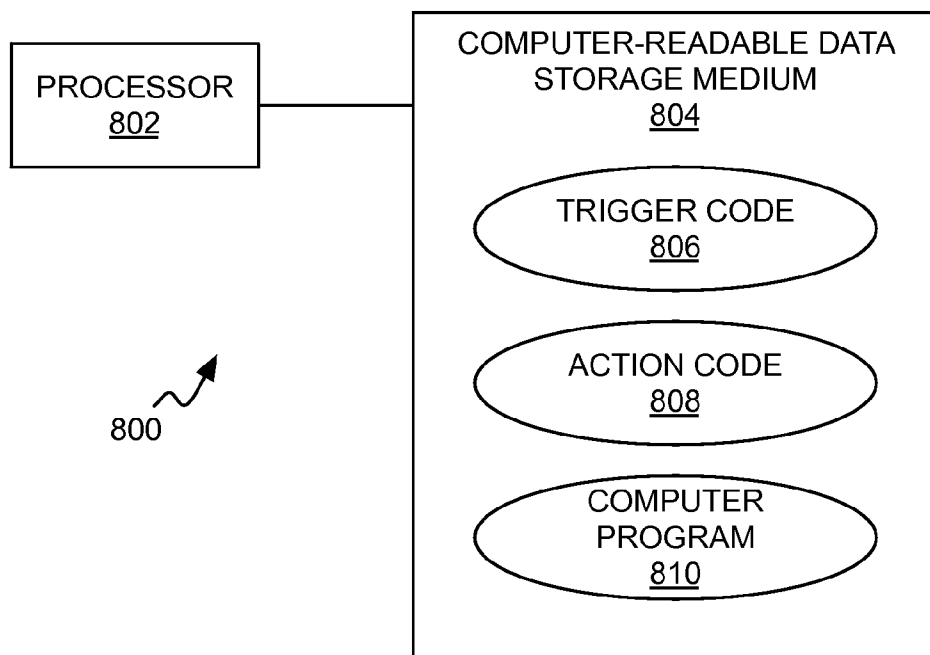 PROCESSOR
802
COMPUTER-READABLE DATA
STORAGE MEDIUM
804
TRIGGER CODE
806
ACTION CODE
808
COMPUTER
PROGRAM
810
800